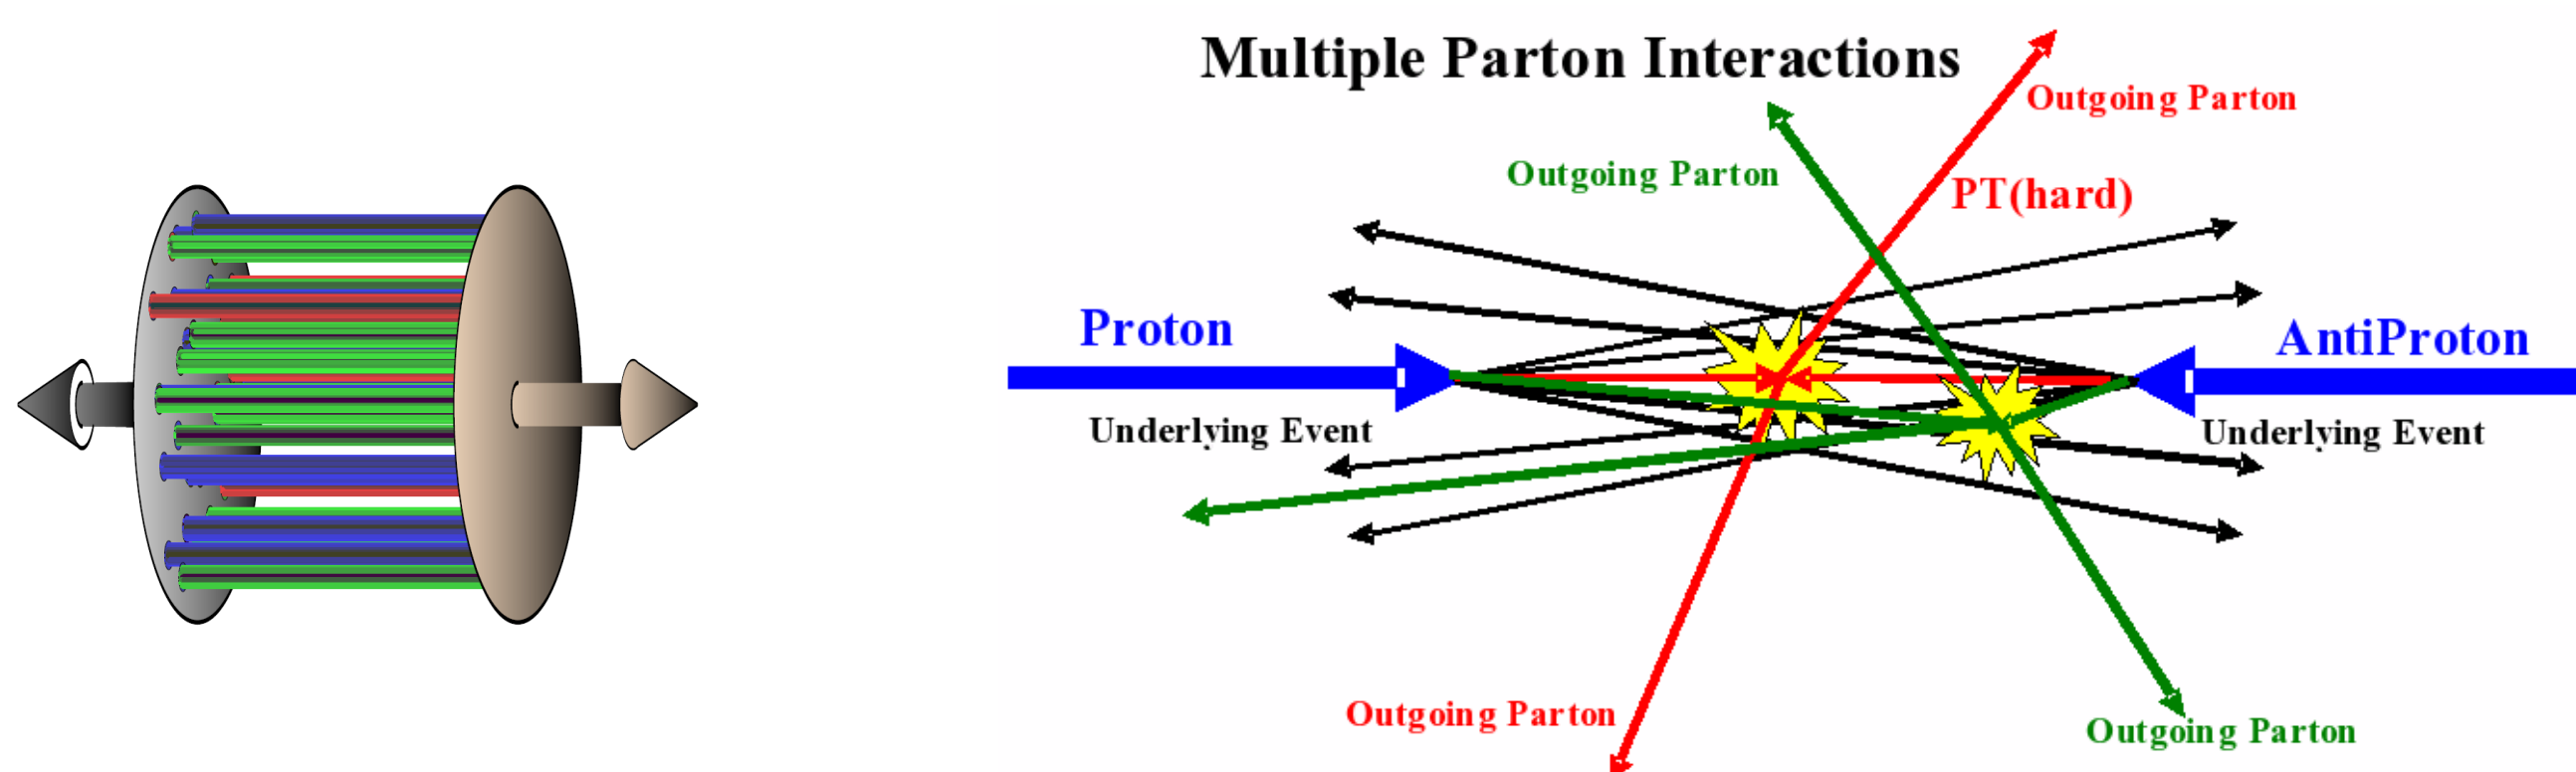 Multiple Parton Interactions
Outgoing Parton
Outgoing Parton
PT(hard)
Proton
AntiProton
Underlying Event
Underlying Event
Outgoing Parton
Outgoing Parton